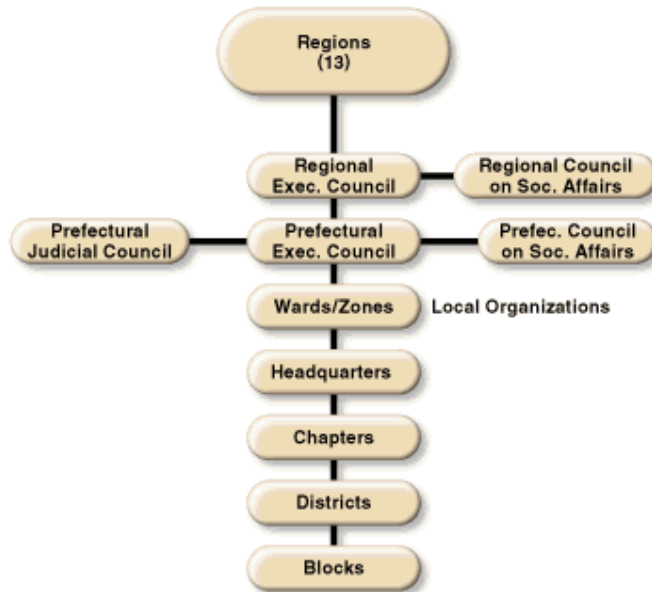 Regions
(13)
Regional
Exec. Council
Regional Council
on Soc. Affairs
Prefectural
Judicial Council
Prefectural
Exec. Council
Prefec. Council
on Soc. Affairs
Wards/Zones
Local Organizations
Headquarters
Chapters
Districts
Blocks